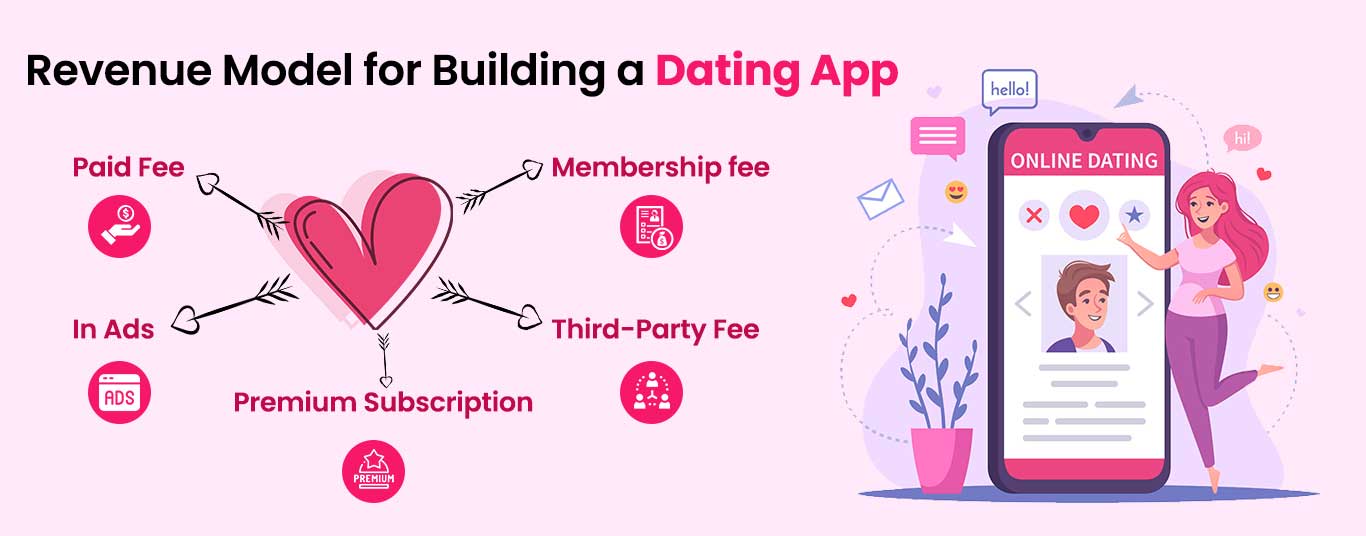 Revenue Model for Building a Dating App
Paid Fee
Membership fee
In Ads
ADS
Third-Party Fee
Premium Subscription
PREMIUM
hello!
hi!
ONLINE DATING